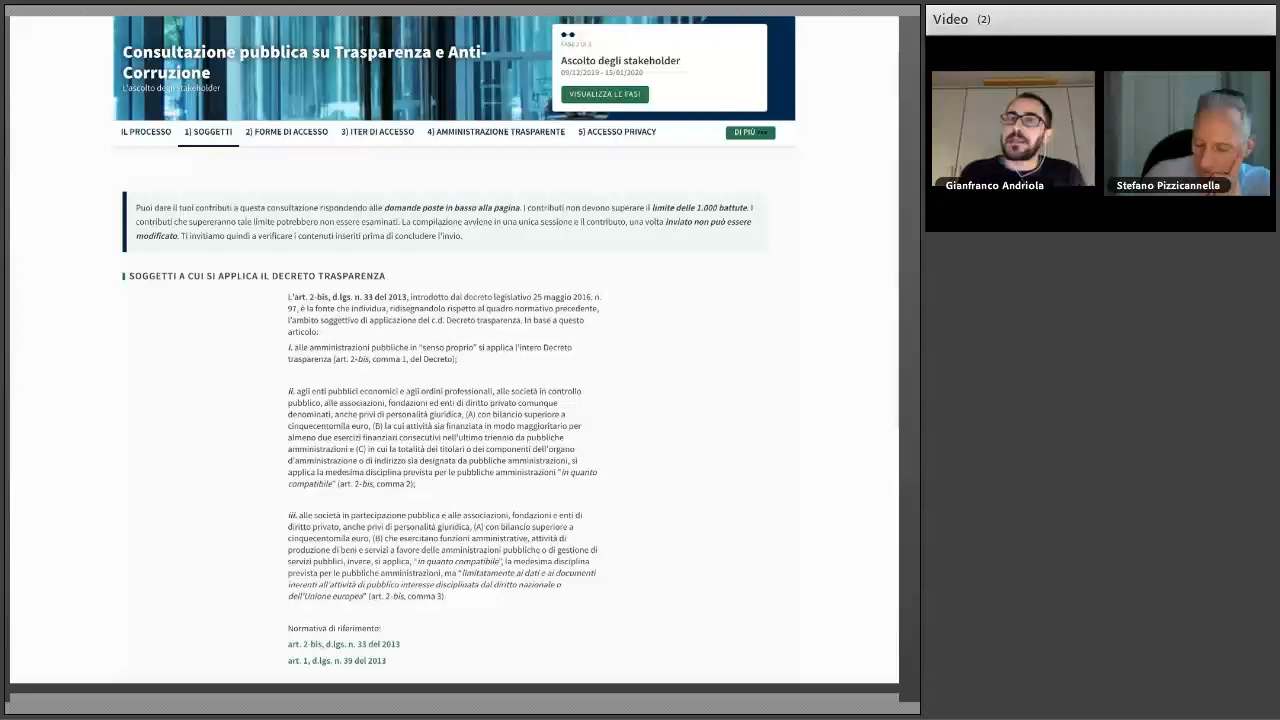 Consultazione pubblica su Trasparenza e Anti-
Corruzione
L'ascolto degli stakeholder
FASE 2 DI 3
Ascolto degli stakeholder
09/12/2019 - 15/01/2020
VISUALIZZA LE FASI
IL PROCESSO 1) SOGGETTI 2) FORME DI ACCESSO 3) ITER DI ACCESSO 4) AMMINISTRAZIONE TRASPARENTE 5) ACCESSO PRIVACY DI PIÙ
Puoi dare il tuoi contributi a questa consultazione rispondendo alle domande poste in basso alla pagina. I contributi non devono superare il limite delle 1.000 battute. I
contributi che supereranno tale limite potrebbero non essere esaminati. La compilazione avviene in una unica sessione e il contributo, una volta inviato non può essere
modificato. Ti invitiamo quindi a verificare i contenuti inseriti prima di concludere l'invio.
SOGGETTI A CUI SI APPLICA IL DECRETO TRASPARENZA
L'art. 2-bis, d.lgs. n. 33 del 2013, introdotto dal decreto legislativo 25 maggio 2016, n.
97, è la fonte che individua, ridisegnandolo rispetto al quadro normativo precedente,
l'ambito soggettivo di applicazione del c.d. Decreto trasparenza. In base a questo
articolo:
i. alle amministrazioni pubbliche in "senso proprio" si applica l'intero Decreto
trasparenza (art. 2-bis, comma 1, del Decreto);
ii. agli enti pubblici economici e agli ordini professionali, alle società in controllo
pubblico, alle associazioni, fondazioni ed enti di diritto privato comunque
denominati, anche privi di personalità giuridica, (A) con bilancio superiore a
cinquecentomila euro, (B) la cui attività sia finanziata in modo maggioritario per
almeno due esercizi finanziari consecutivi nell'ultimo triennio da pubbliche
amministrazioni e (C) in cui la totalità dei titolari o dei componenti dell'organo
d'amministrazione o di indirizzo sia designata da pubbliche amministrazioni, si
applica la medesima disciplina prevista per le pubbliche amministrazioni "in quanto
compatibile" (art. 2-bis, comma 2);
iii. alle società in partecipazione pubblica e alle associazioni, fondazioni e enti di
diritto privato, anche privi di personalità giuridica, (A) con bilancio superiore a
cinquecentomila euro, (B) che esercitano funzioni amministrative, attività di
produzione di beni e servizi a favore delle amministrazioni pubbliche o di gestione di
servizi pubblici, invece, si applica, "in quanto compatibile", la medesima disciplina
prevista per le pubbliche amministrazioni, ma "limitatamente ai dati e ai documenti
inerenti all'attività di pubblico interesse disciplinata dal diritto nazionale o
dell'Unione europea" (art. 2-bis, comma 3).
Normativa di riferimento:
art. 2-bis, d.lgs. n. 33 del 2013
art. 1, d.lgs. n. 39 del 2013
Video (2)
Gianfranco Andriola
Stefano Pizzicannella